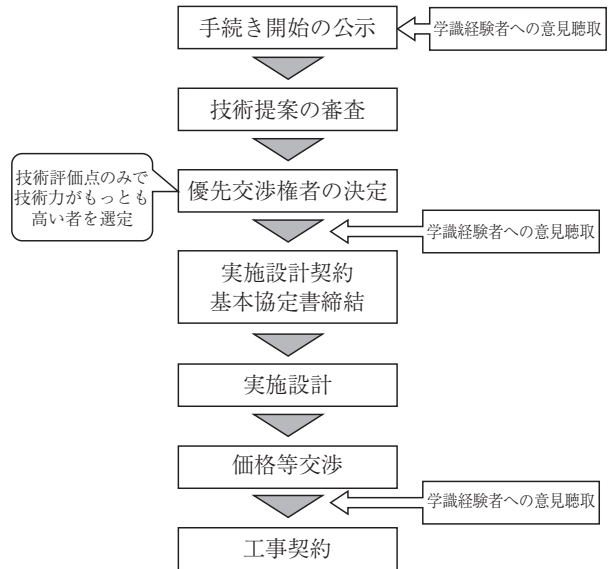 手続き開始の公示
学識経験者への意見聴取
技術提案の審査
技術評価点のみで
技術力がもっとも
高い者を選定
優先交渉権者の決定
学識経験者への意見聴取
実施設計契約
基本協定書締結
実施設計
価格等交渉
学識経験者への意見聴取
工事契約